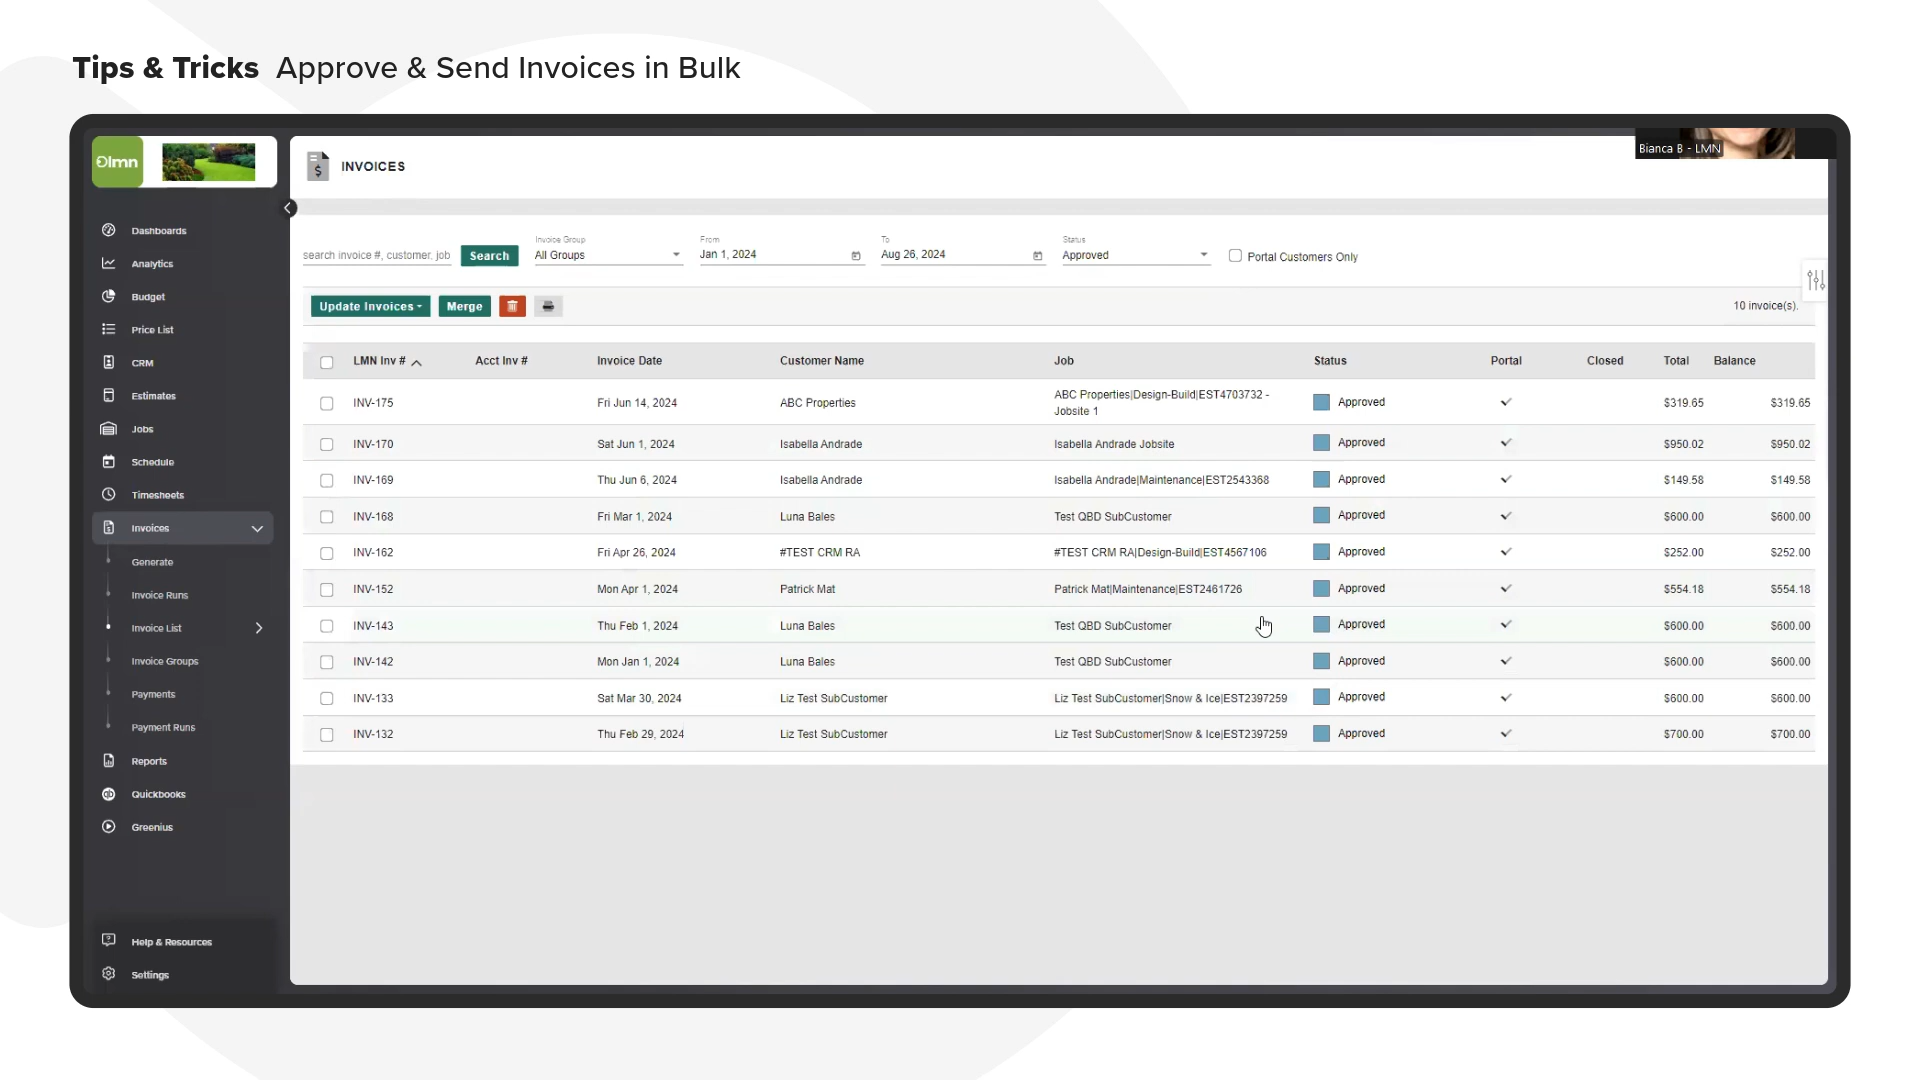 Tips & Tricks Approve & Send Invoices in Bulk
lmn
Bianca B - LMN
INVOICES
Dashboards
Analytics
Budget
Price List
CRM
Estimates
Jobs
Schedule
Timesheets
Invoices
Generate
Invoice Runs
Invoice List
Invoice Groups
Payments
Payment Runs
Reports
Quickbooks
Greenius
Help & Resources
Settings
search invoice #, customer, job
Search
Invoice Group
All Groups
From
Jan 1, 2024
To
Aug 26, 2024
Status
Approved
Portal Customers Only
Update Invoices
Merge
10 invoice(s).
LMN Inv # Acct Inv # Invoice Date Customer Name Job Status Portal Closed Total Balance
INV-175 Fri Jun 14, 2024 ABC Properties ABC Properties|Design-Build|EST4703732 - Approved $319.65 $319.65
Jobsite 1
INV-170 Sat Jun 1, 2024 Isabella Andrade Isabella Andrade Jobsite Approved $950.02 $950.02
INV-169 Thu Jun 6, 2024 Isabella Andrade Isabella Andrade|Maintenance|EST2543368 Approved $149.58 $149.58
INV-168 Fri Mar 1, 2024 Luna Bales Test QBD SubCustomer Approved $600.00 $600.00
INV-162 Fri Apr 26, 2024 #TEST CRM RA #TEST CRM RA|Design-Build|EST4567106 Approved $252.00 $252.00
INV-152 Mon Apr 1, 2024 Patrick Mat Patrick Mat|Maintenance|EST2461726 Approved $554.18 $554.18
INV-143 Thu Feb 1, 2024 Luna Bales Test QBD SubCustomer Approved $600.00 $600.00
INV-142 Mon Jan 1, 2024 Luna Bales Test QBD SubCustomer Approved $600.00 $600.00
INV-133 Sat Mar 30, 2024 Liz Test SubCustomer Liz Test SubCustomer|Snow & Ice|EST2397259 Approved $600.00 $600.00
INV-132 Thu Feb 29, 2024 Liz Test SubCustomer Liz Test SubCustomer|Snow & Ice|EST2397259 Approved $700.00 $700.00